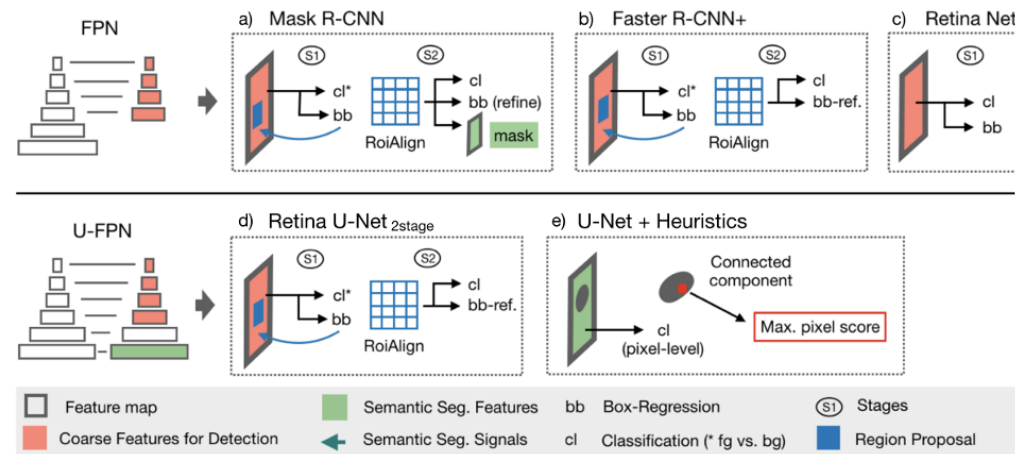 FPN
a) Mask R-CNN
S1
S2
cl*
bb
RoiAlign
cl
bb (refine)
mask
b) Faster R-CNN+
S1
S2
cl*
bb
RoiAlign
cl
bb-ref.
c) Retina Net
S1
cl
bb
U-FPN
d) Retina U-Net 2stage
S1
S2
cl*
bb
RoiAlign
cl
bb-ref.
e) U-Net + Heuristics
cl
(pixel-level)
Connected
component
Max. pixel score
Feature map
Semantic Seg. Features
bb Box-Regression
S1 Stages
Coarse Features for Detection
Semantic Seg. Signals
cl Classification (* fg vs. bg)
Region Proposal